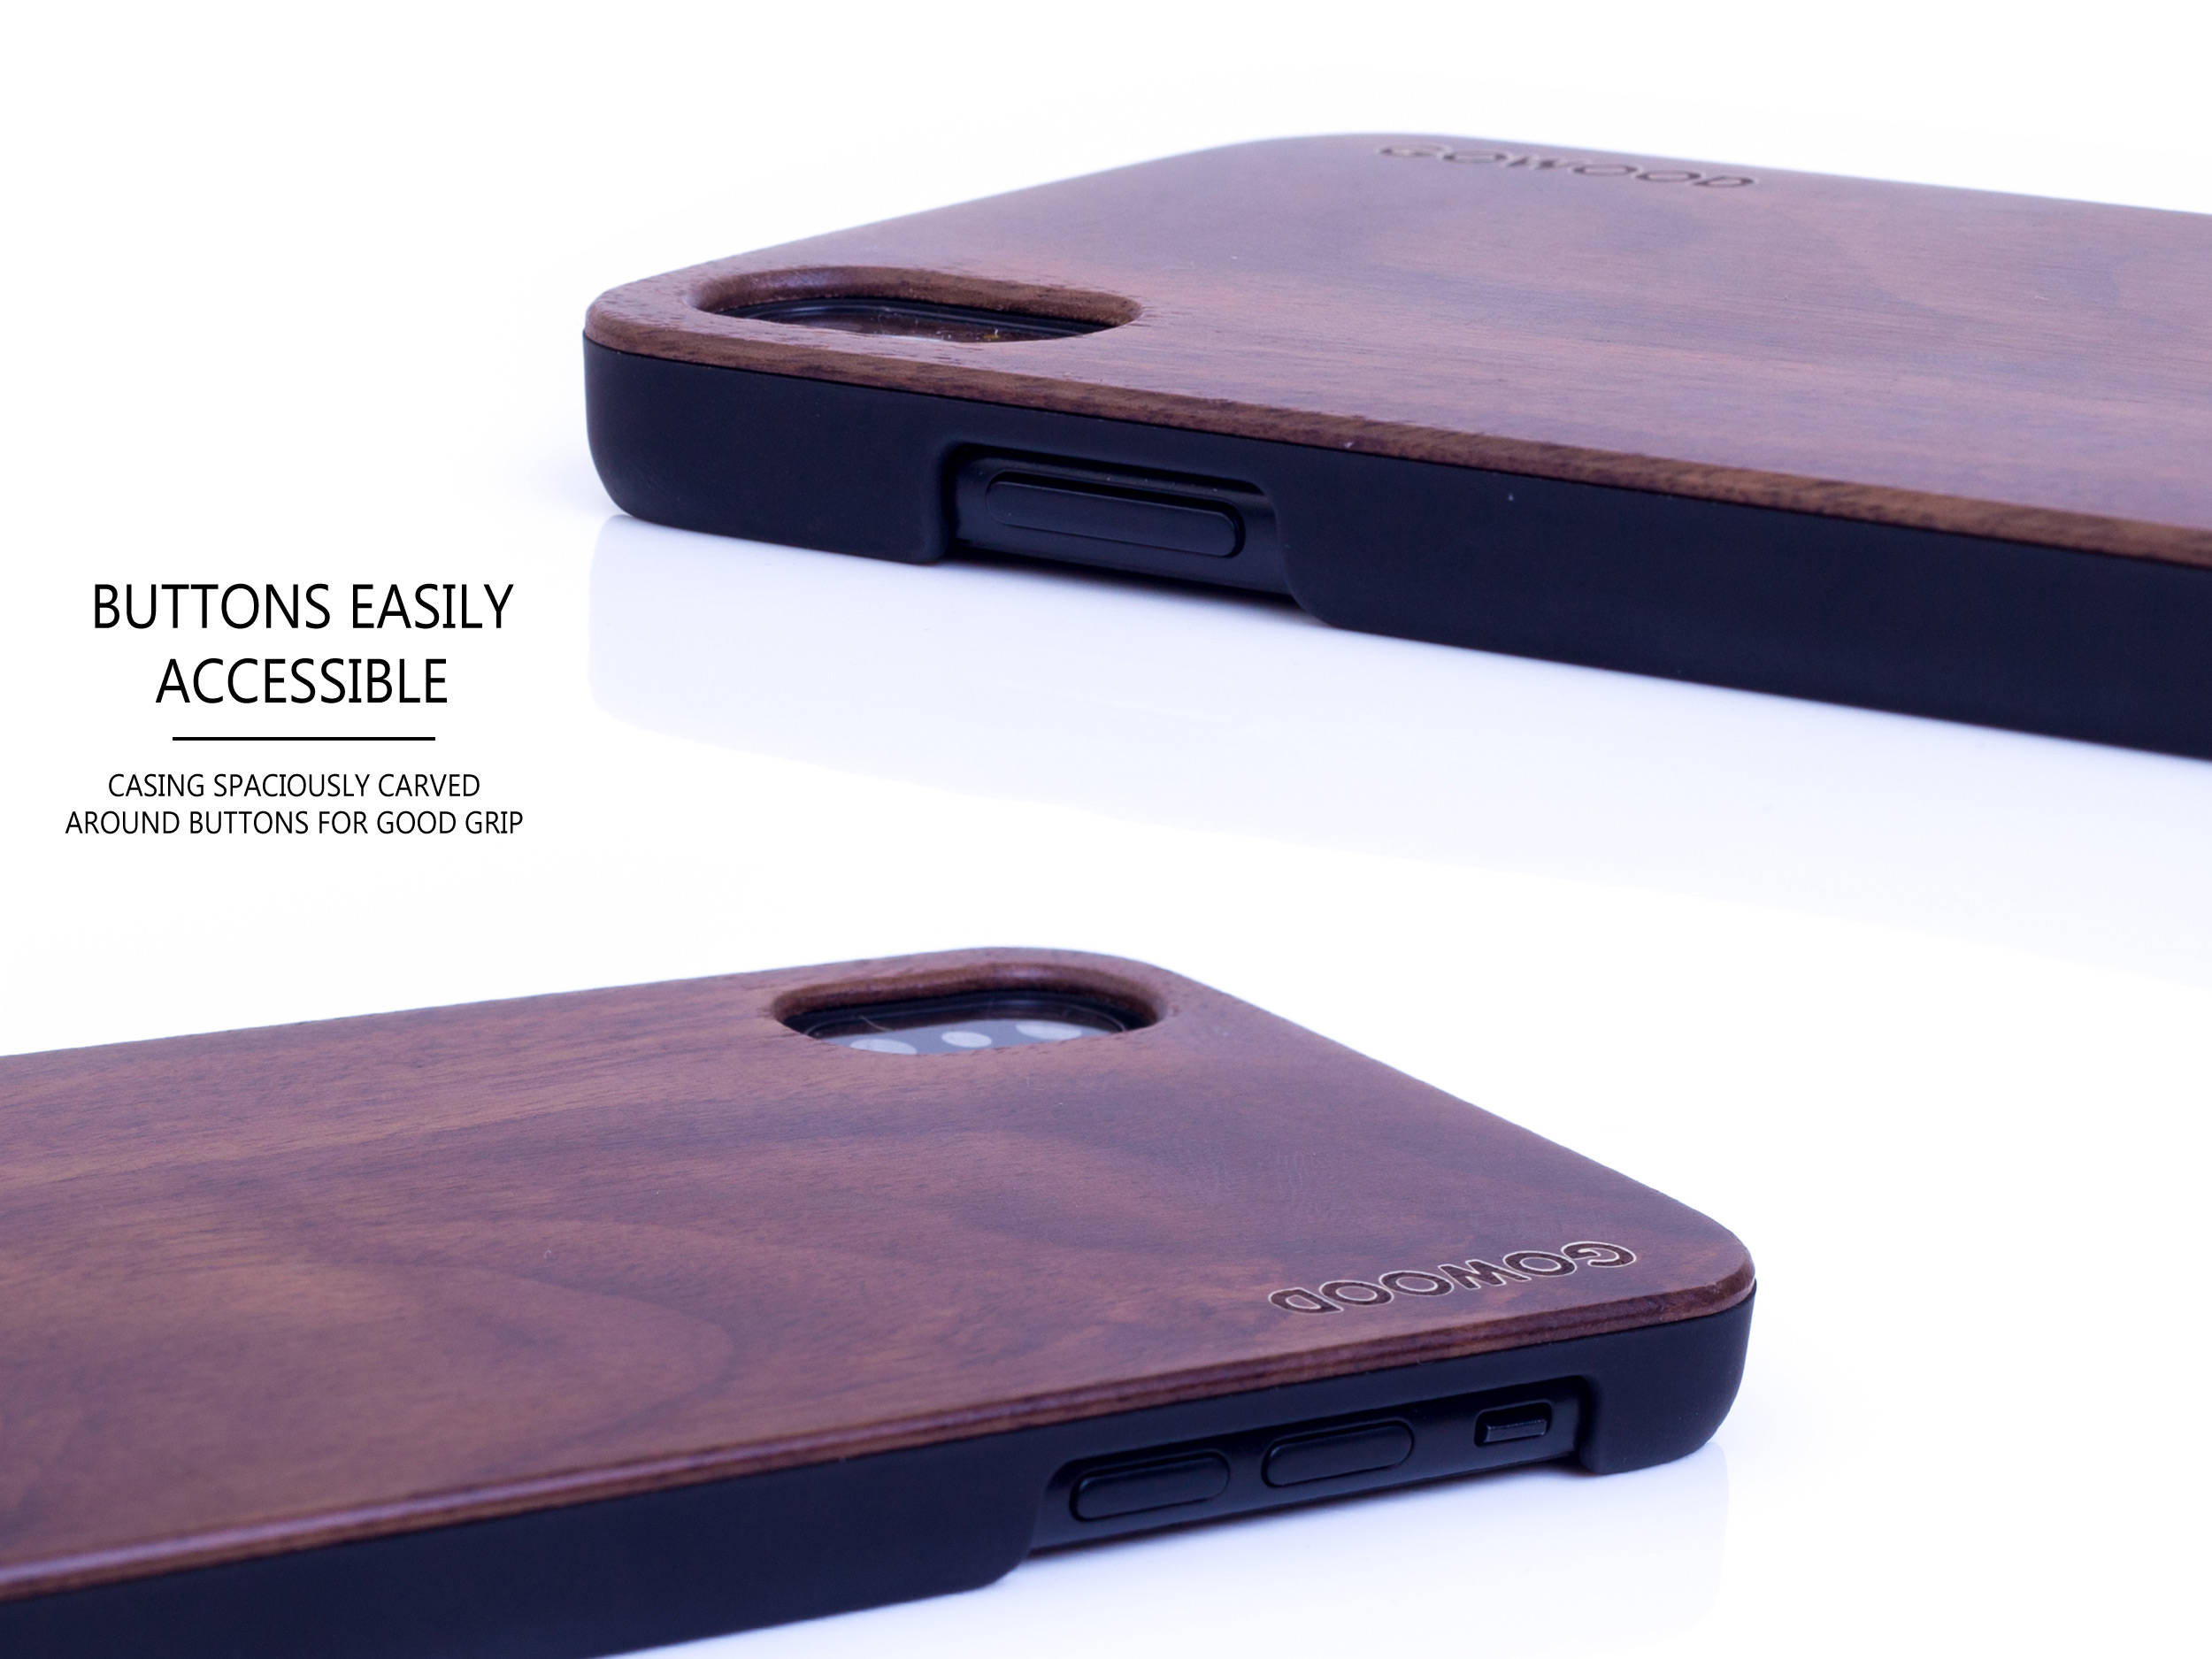 GOWOOD
BUTTONS EASILY
ACCESSIBLE
CASING SPACIOUSLY CARVED
AROUND BUTTONS FOR GOOD GRIP
GOWOOD